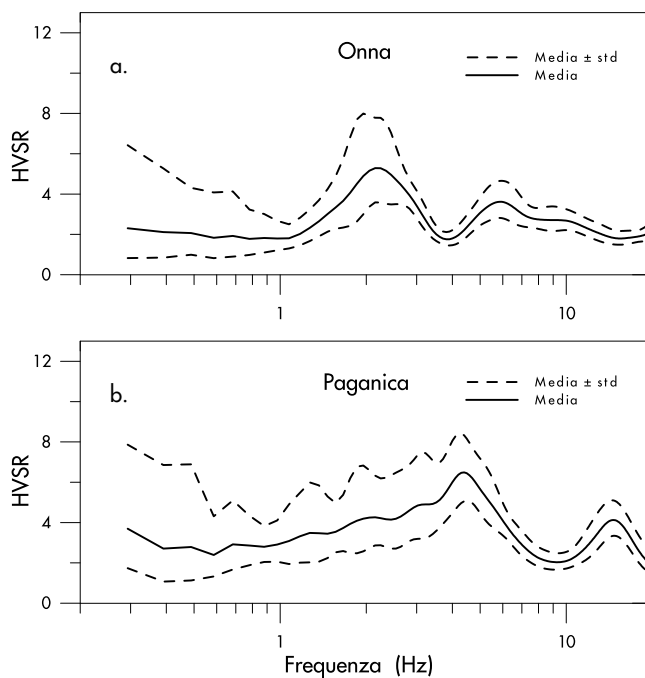 12
8
4
0
HVSR
a.
Onna
Media ± std
Media
1
10
12
8
4
0
HVSR
b.
Paganica
Media ± std
Media
1
10
Frequenza (Hz)